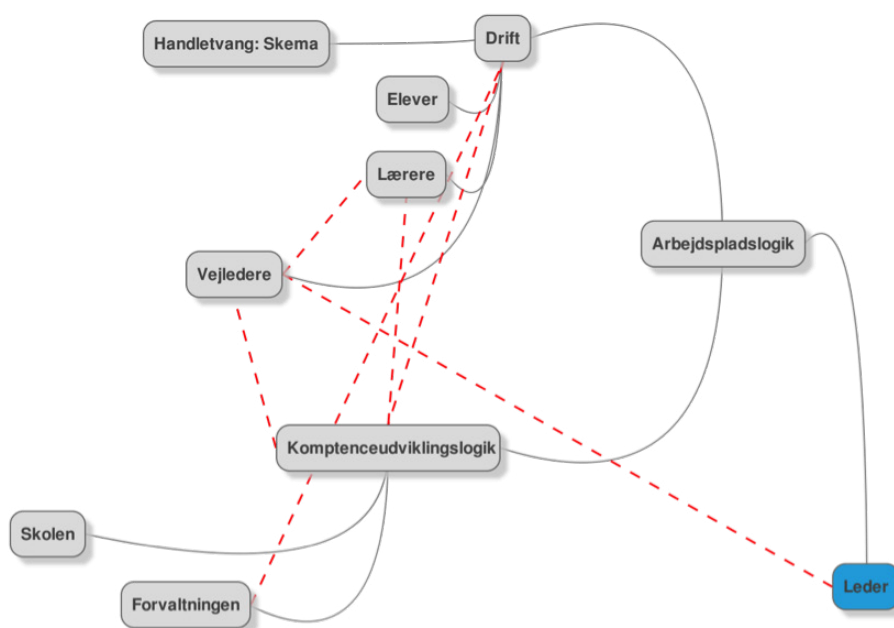 Drift
Handletvang: Skema
Elever
Lærere
Arbejdspladslogik
Vejledere
Komptenceudviklingslogik
Skolen
Leder
Forvaltningen